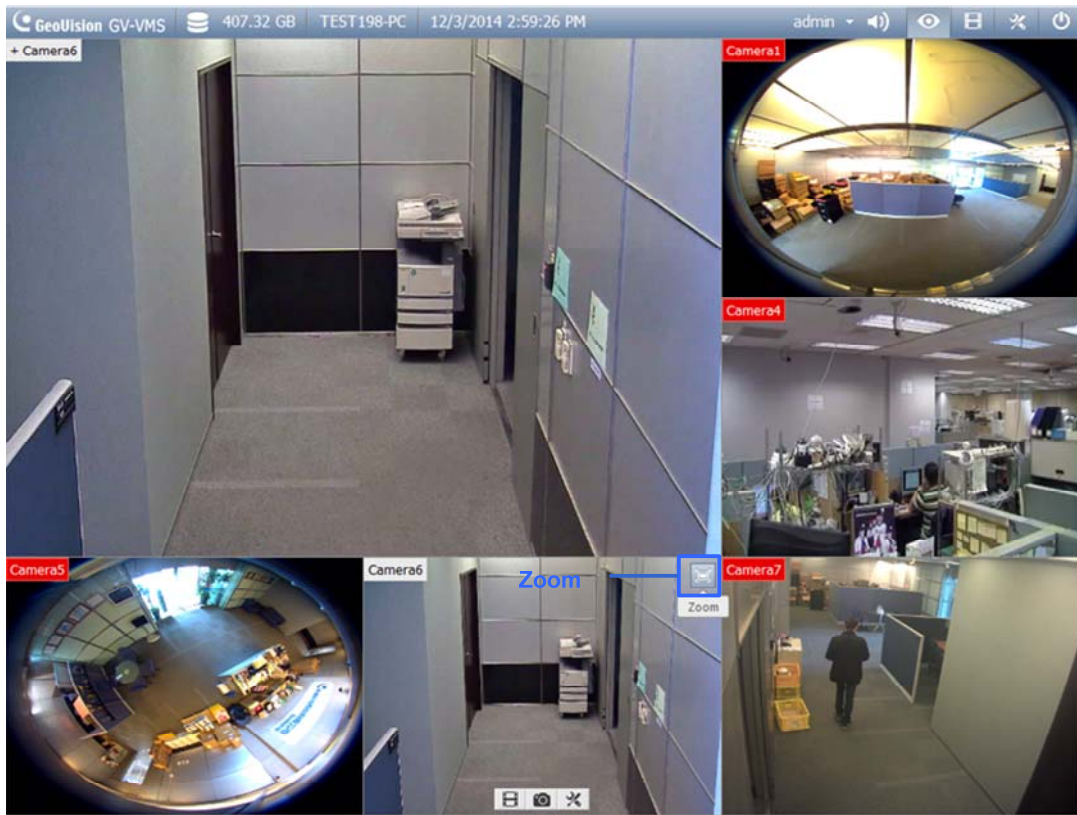 GeoVision GV-VMS 407.32 GB TEST198-PC 12/3/2014 2:59:26 PM admin
+ Camera6
Camera1
Camera4
Camera5
Camera6
Zoom
Zoom
Camera7